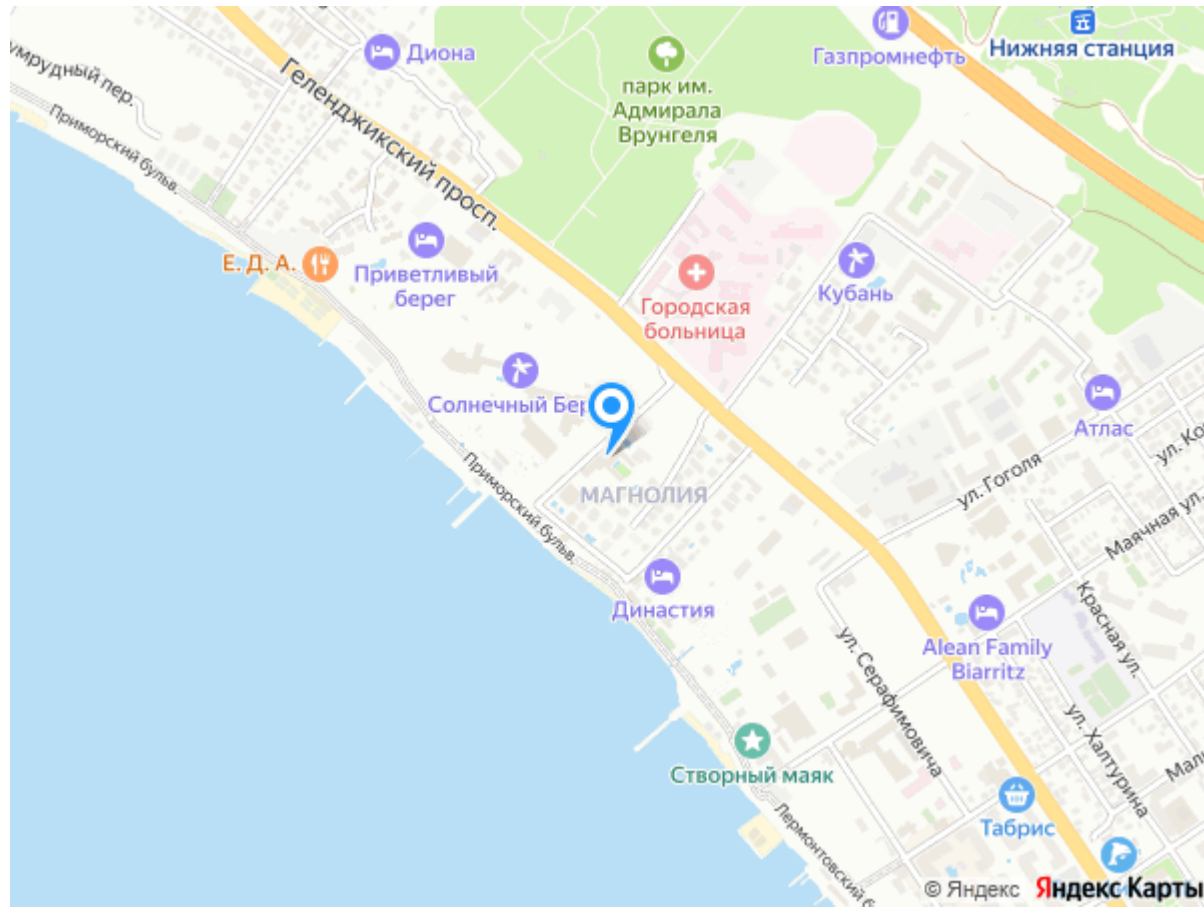 Диона
Газпромнефть
Нижняя станция
парк им.
Адмирала
Врунгеля
Геленджикский просп.
Приморский бульв.
Е. Д. А.
Приветливый
берег
Городская
больница
Кубань
Солнечный
Атлас
ул. Гоголя
Маячная ул.
МАГНОЛИЯ
Приморский бульв.
Династия
Красная ул.
Alean Family
Biarritz
ул. Серафимовича
ул. Халтурина
Створный маяк
Табрис
Лермонтовский
© Яндекс Яндекс Карты